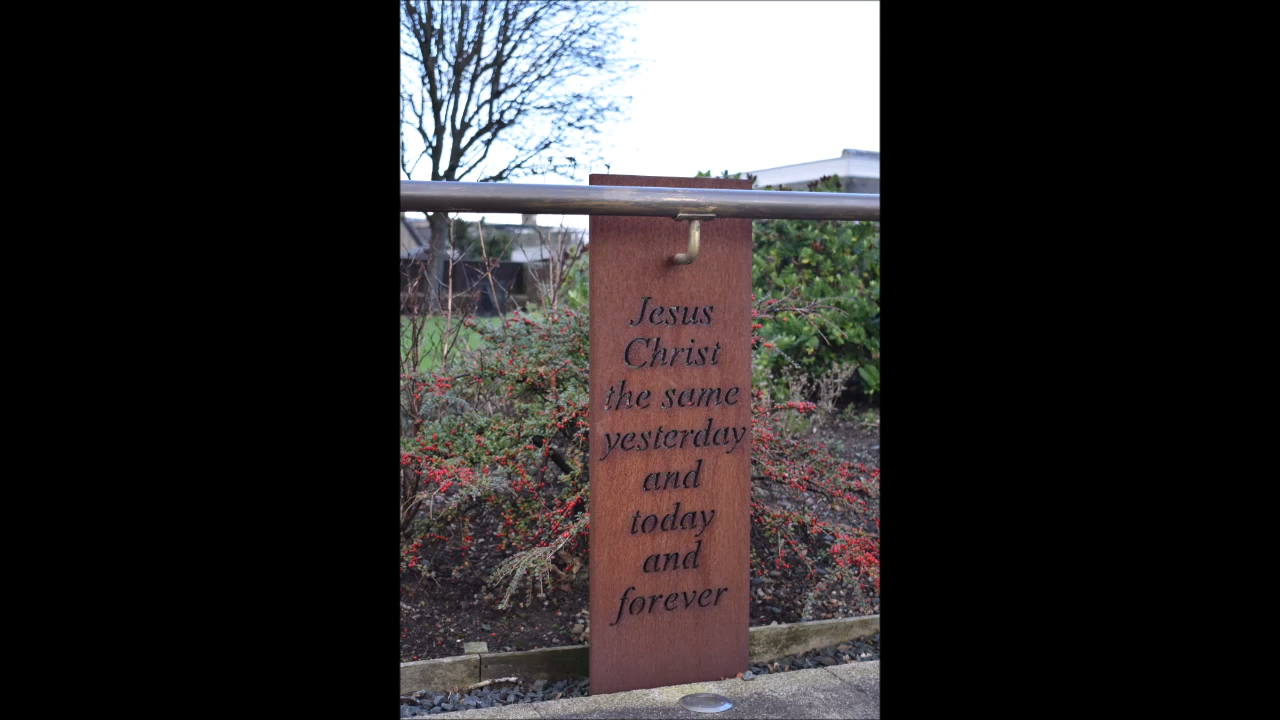 Jesus
Christ
the same
yesterday
and
today
and
forever